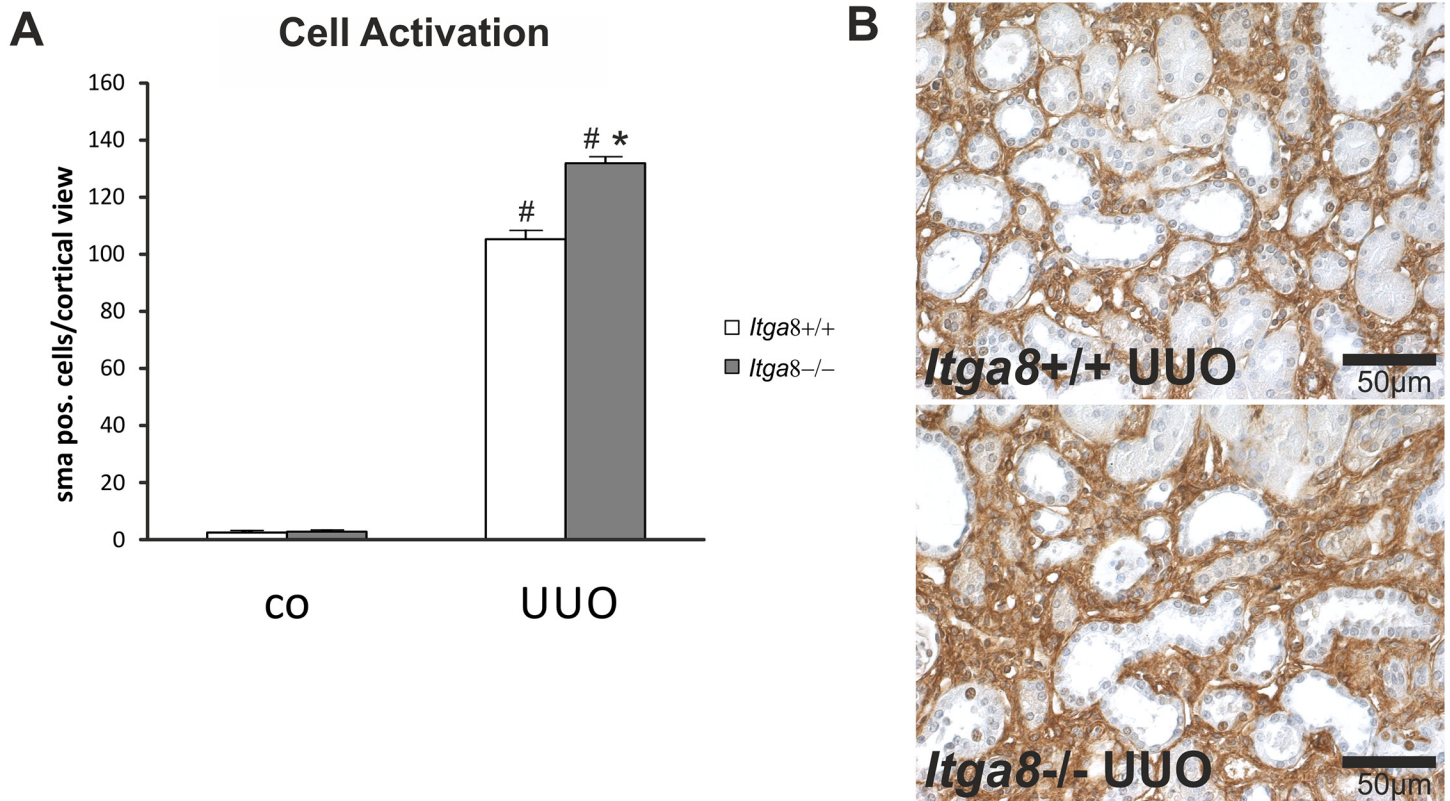 A
Cell Activation
sma pos. cells/cortical view
160
140
120
100
80
60
40
20
0
#
# *
co
UUO
Itga8+/+
Itga8−/−
B
Itga8+/+ UUO
50µm
Itga8-/- UUO
50µm